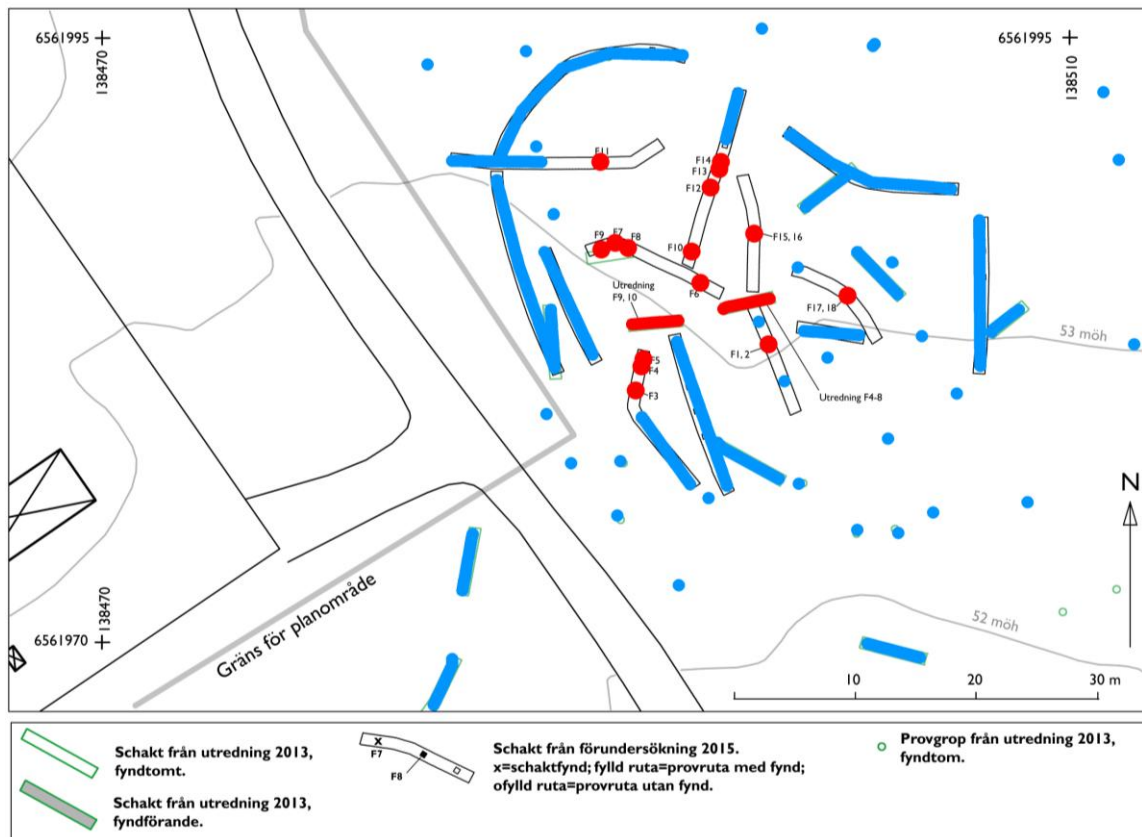 6561995
138470
6561995
138510
F11
F14
F13
F12
F9
F7
F8
F10
F15, 16
F6
Utredning
F9, 10
F17, 18
53 möh
F1, 2
F5
F4
F3
Utredning F4-8
N
Gräns för planområde
6561970
138470
52 möh
10
20
30 m
Schakt från utredning 2013,
fyndtomt.
Schakt från utredning 2013,
fyndförande.
F7
F8
Schakt från förundersökning 2015.
x=schaktfynd; fylld ruta=provruta med fynd;
ofylld ruta=provruta utan fynd.
Provgrop från utredning 2013,
fyndtom.